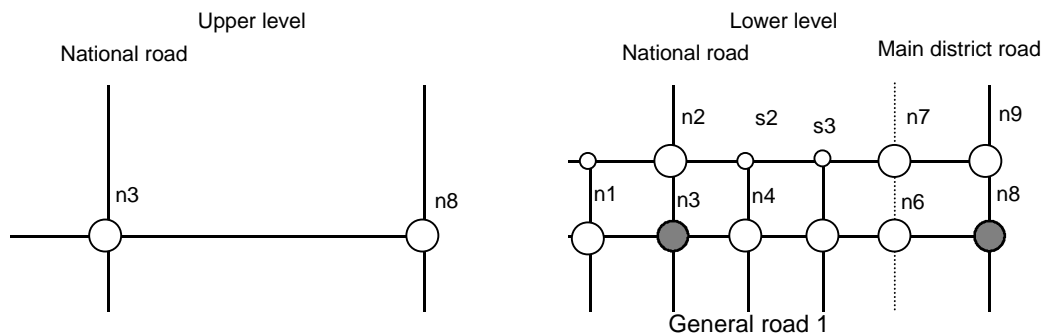 Upper level
National road
n3
n8
Lower level
National road
Main district road
n2
s2
s3
n7
n9
n1
n3
n4
n6
n8
General road 1